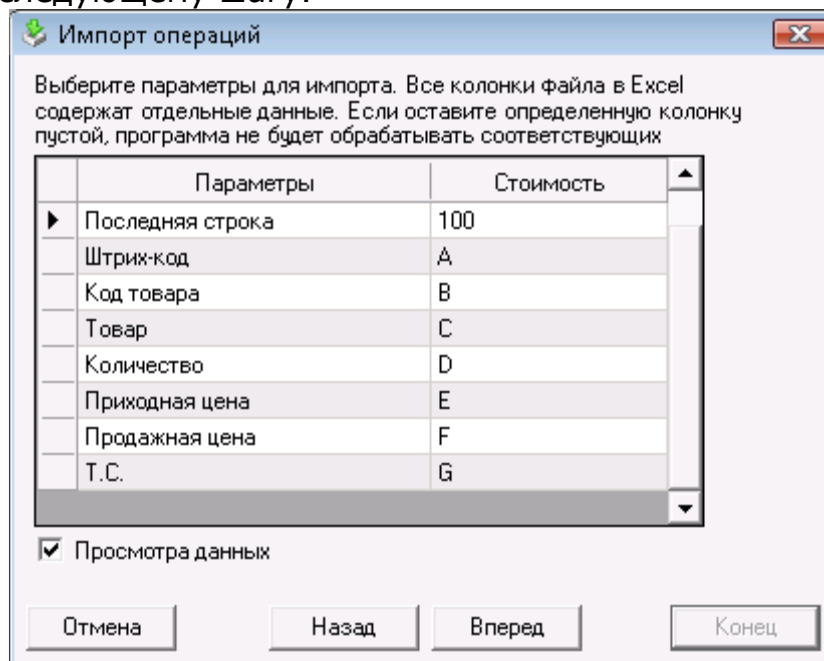 следующему шагу.
Импорт операций
Выберите параметры для импорта. Все колонки файла в Excel
содержат отдельные данные. Если оставите определенную колонку
пустой, программа не будет обрабатывать соответствующих
Параметры Стоимость
Последняя строка 100
Штрих-код A
Код товара B
Товар C
Количество D
Приходная цена E
Продажная цена F
Т.С. G
Просмотра данных
Отмена Назад Вперед Конец